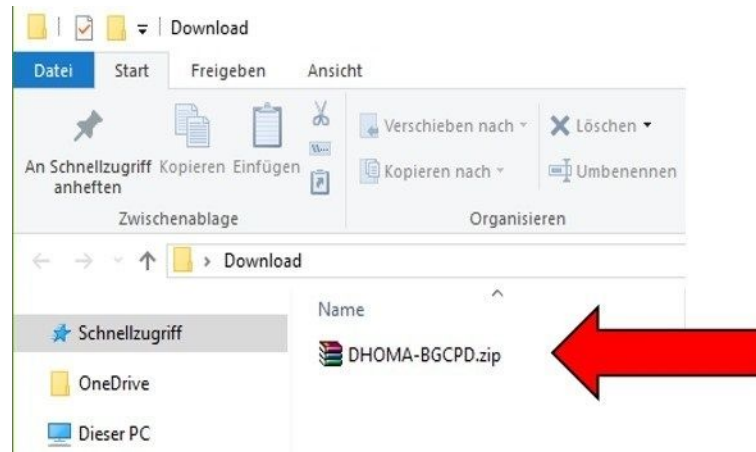 Download
Datei Start Freigeben Ansicht
An Schnellzugriff anheften
Kopieren Einfügen
Verschieben nach
Kopieren nach
Löschen
Umbenennen
Zwischenablage Organisieren
Download
Name
Schnellzugriff
DHOMA-BGCPD.zip
OneDrive
Dieser PC